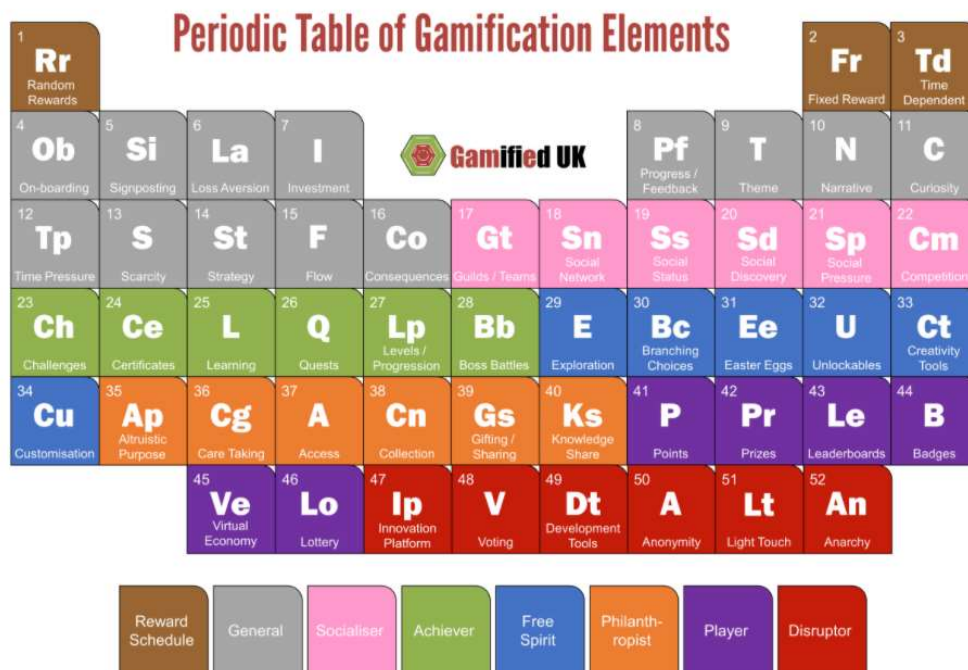 Periodic Table of Gamification Elements
1
Rr
Random
Rewards
2
Fr
Fixed Reward
3
Td
Time
Dependent
4
Ob
On-boarding
5
Si
Signposting
6
La
Loss Aversion
7
I
Investment
Gamified UK
8
Pf
Progress /
Feedback
9
T
Theme
10
N
Narrative
11
C
Curiosity
12
Tp
Time Pressure
13
S
Scarcity
14
St
Strategy
15
F
Flow
16
Co
Consequences
17
Gt
Guilds / Teams
18
Sn
Social
Network
19
Ss
Social
Status
20
Sd
Social
Discovery
21
Sp
Social
Pressure
22
Cm
Competition
23
Ch
Challenges
24
Ce
Certificates
25
L
Learning
26
Q
Quests
27
Lp
Levels /
Progression
28
Bb
Boss Battles
29
E
Exploration
30
Bc
Branching
Choices
31
Ee
Easter Eggs
32
U
Unlockables
33
Ct
Creativity
Tools
34
Cu
Customisation
35
Ap
Altruistic
Purpose
36
Cg
Care Taking
37
A
Access
38
Cn
Collection
39
Gs
Gifting /
Sharing
40
Ks
Knowledge
Share
41
P
Points
42
Pr
Prizes
43
Le
Leaderboards
44
B
Badges
45
Ve
Virtual
Economy
46
Lo
Lottery
47
Ip
Innovation
Platform
48
V
Voting
49
Dt
Development
Tools
50
A
Anonymity
51
Lt
Light Touch
52
An
Anarchy
Reward
Schedule
General
Socialiser
Achiever
Free
Spirit
Philanth-
ropist
Player
Disruptor